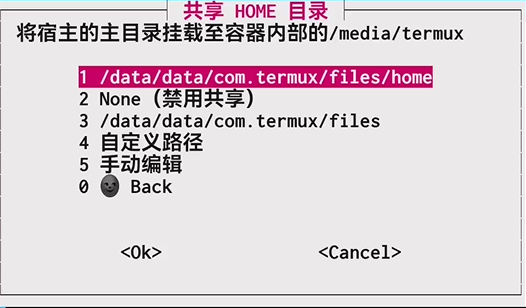 共享 HOME 目录
将宿主的主目录挂载至容器内部的/media/termux
1 /data/data/com.termux/files/home
2 None (禁用共享)
3 /data/data/com.termux/files
4 自定义路径
5 手动编辑
0 🌚 Back
<Ok> <Cancel>